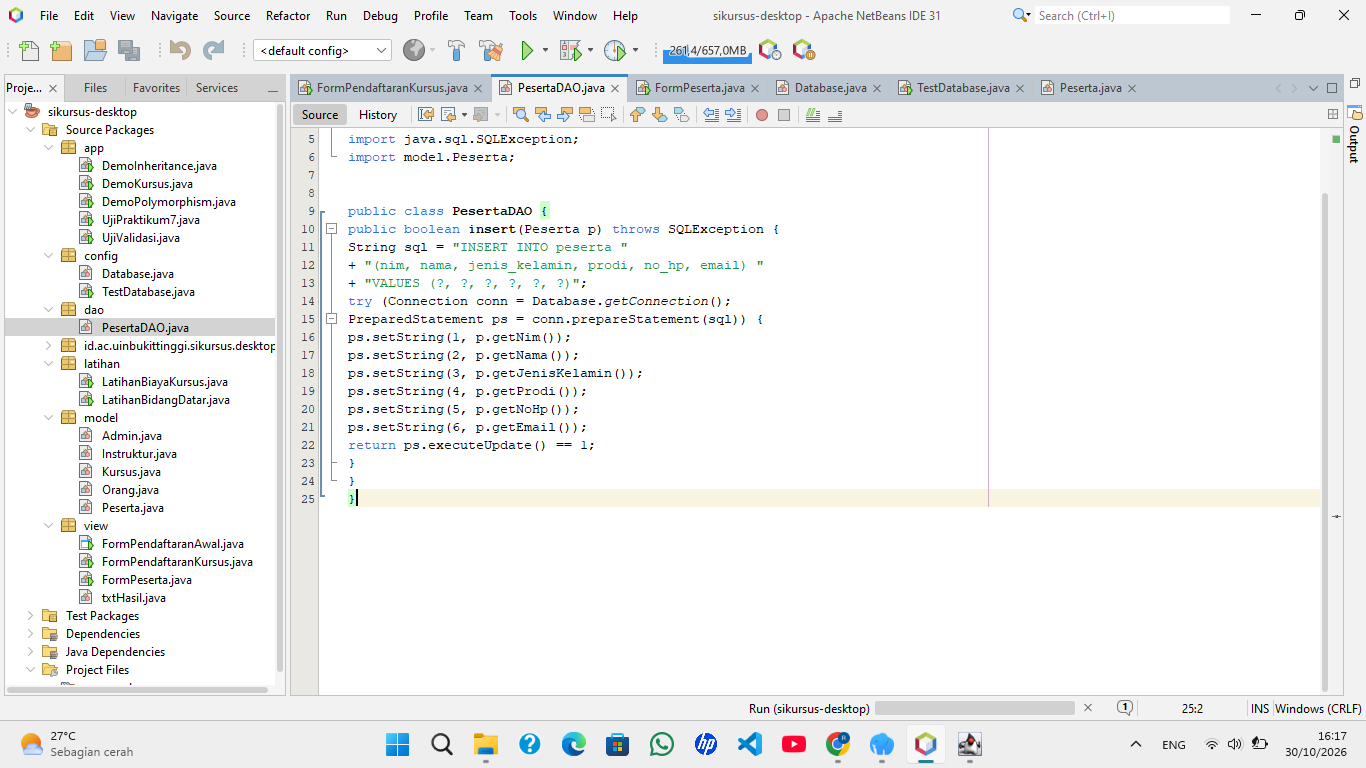 File Edit View Navigate Source Refactor Run Debug Profile Team Tools Window Help
sikursus-desktop - Apache NetBeans IDE 31
Search (Ctrl+I)
<default config>
261,4/657,0MB
Proje...
Files
Favorites
Services
sikursus-desktop
Source Packages
app
DemoInheritance.java
DemoKursus.java
DemoPolymorphism.java
UjiPraktikum7.java
UjiValidasi.java
config
Database.java
TestDatabase.java
dao
PesertaDAO.java
id.ac.uinbukittinggi.sikursus.desktop
latihan
LatihanBiayaKursus.java
LatihanBidangDatar.java
model
Admin.java
Instruktur.java
Kursus.java
Orang.java
Peserta.java
view
FormPendaftaranAwal.java
FormPendaftaranKursus.java
FormPeserta.java
txtHasil.java
Test Packages
Dependencies
Java Dependencies
Project Files
FormPendaftaranKursus.java
PesertaDAO.java
FormPeserta.java
Database.java
TestDatabase.java
Peserta.java
Source History
5 import java.sql.SQLException;
6 import model.Peserta;
7
8
9 public class PesertaDAO {
10 public boolean insert(Peserta p) throws SQLException {
11 String sql = "INSERT INTO peserta "
12 + "(nim, nama, jenis_kelamin, prodi, no_hp, email) "
13 + "VALUES (?, ?, ?, ?, ?, ?)";
14 try (Connection conn = Database.getConnection();
15 PreparedStatement ps = conn.prepareStatement(sql)) {
16 ps.setString(1, p.getNim());
17 ps.setString(2, p.getNama());
18 ps.setString(3, p.getJenisKelamin());
19 ps.setString(4, p.getProdi());
20 ps.setString(5, p.getNoHp());
21 ps.setString(6, p.getEmail());
22 return ps.executeUpdate() == 1;
23 }
24 }
25 }
Output
Run (sikursus-desktop)
1
25:2
INS
Windows (CRLF)
27°C
Sebagian cerah
ENG
16:17
30/10/2026